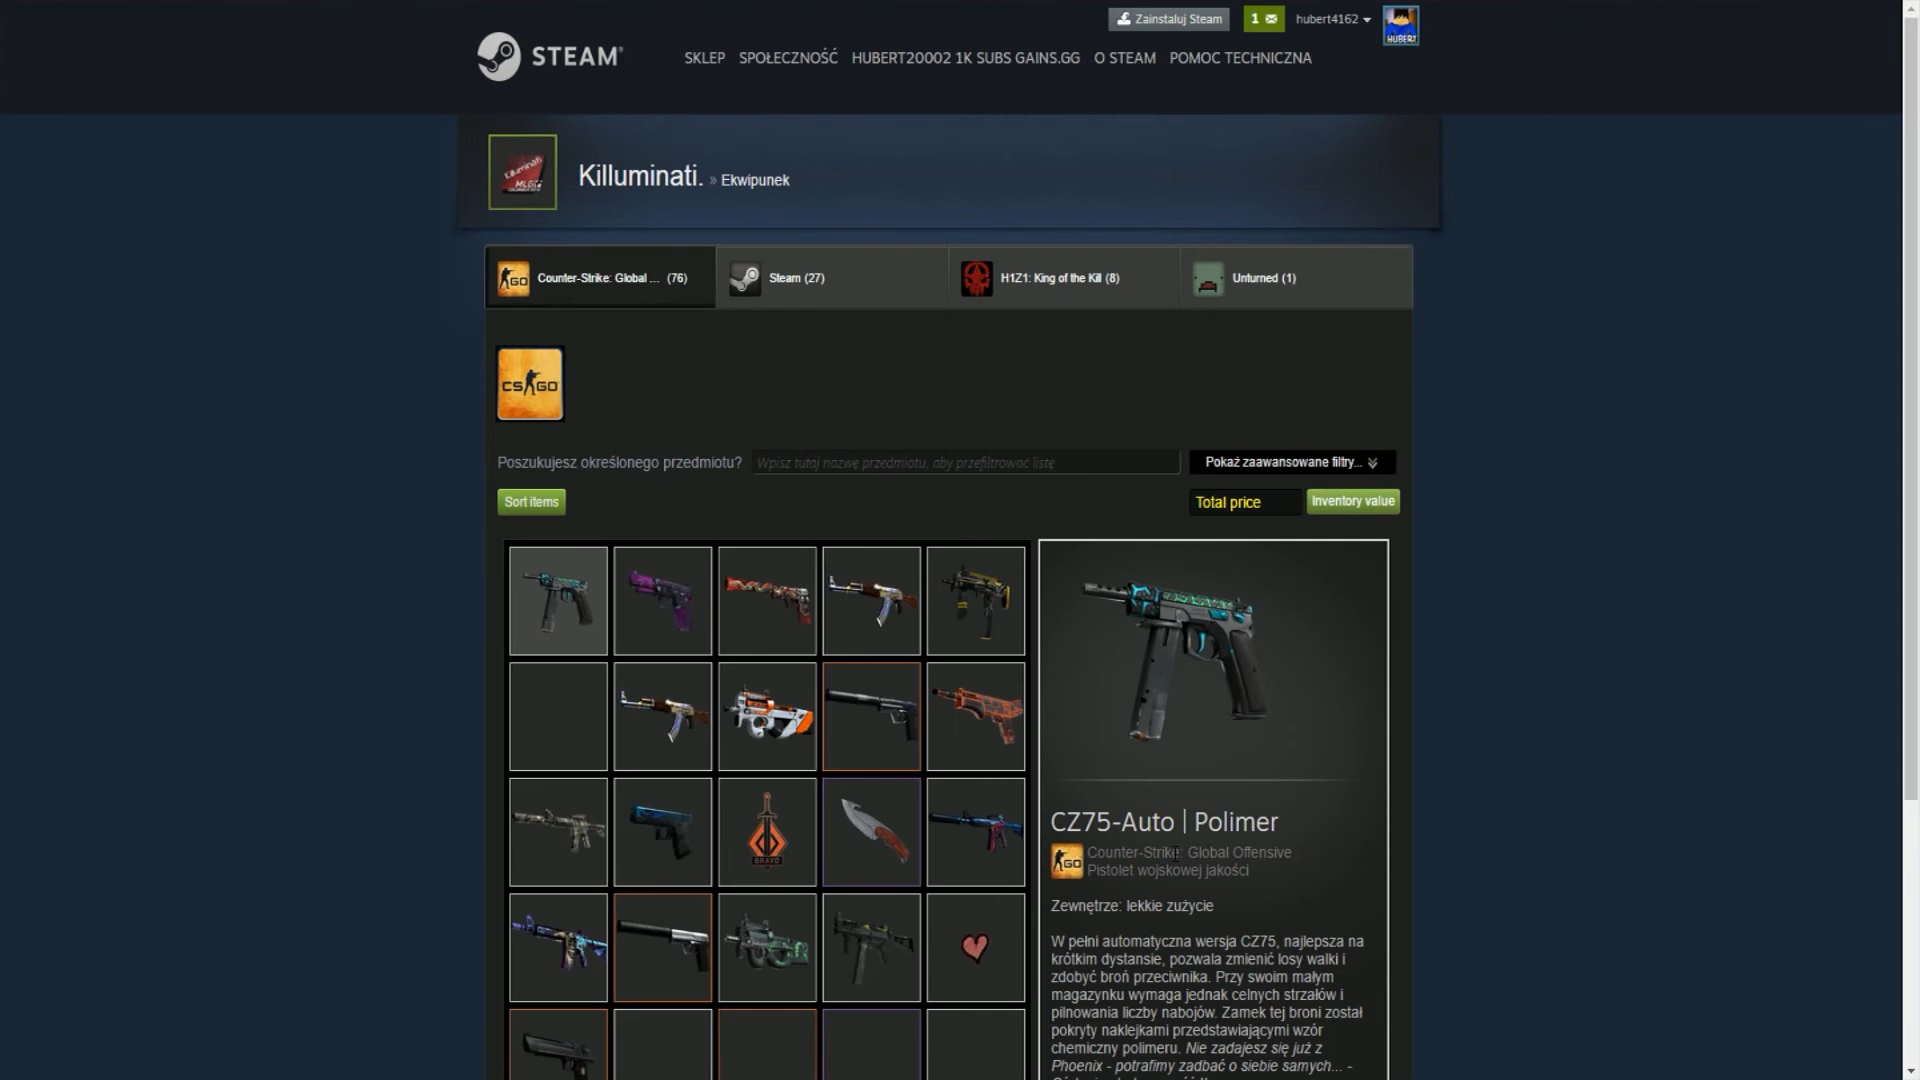 Zainstaluj Steam
1
hubert4162
HUBERT
STEAM
SKLEP SPOŁECZNOŚĆ HUBERT20002 1K SUBS GAINS.GG O STEAM POMOC TECHNICZNA
Killuminati
Killuminati. » Ekwipunek
GO Counter-Strike: Global ... (76)
Steam (27)
H1Z1: King of the Kill (8)
Unturned (1)
CS GO
Poszukujesz określonego przedmiotu?
Wpisz tutaj nazwę przedmiotu, aby przefiltrować listę
Pokaż zaawansowane filtry...
Sort items
Total price
Inventory value
BRAVO
CZ75-Auto | Polimer
GO
Counter-Strike: Global Offensive
Pistolet wojskowej jakości
Zewnętrze: lekkie zużycie
W pełni automatyczna wersja CZ75, najlepsza na
krótkim dystansie, pozwala zmienić losy walki i
zdobyć broń przeciwnika. Przy swoim małym
magazynku wymaga jednak celnych strzałów i
pilnowania liczby nabojów. Zamek tej broni został
pokryty naklejkami przedstawiającymi wzór
chemiczny polimeru. Nie zadajesz się już z
Phoenix - potrafimy zadbać o siebie samych... -